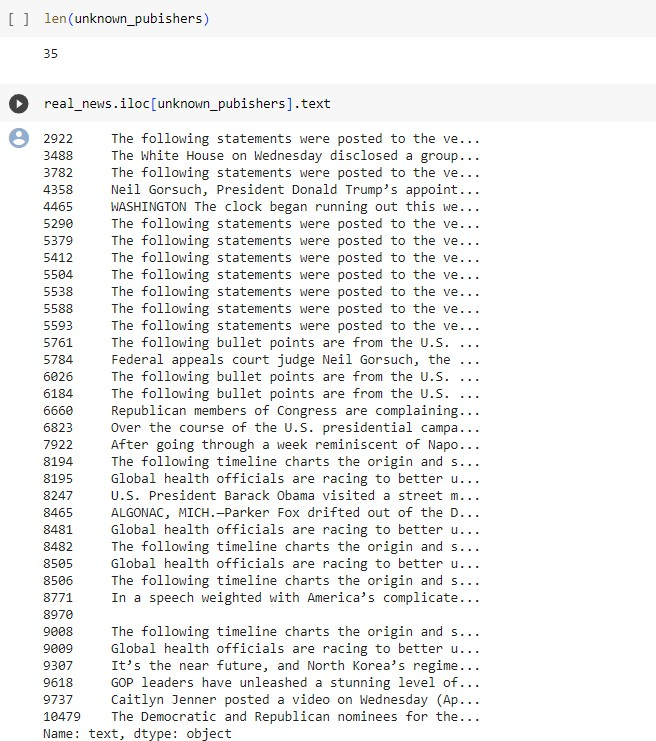 [ ] len(unknown_pubishers)
35
real_news.iloc[unknown_pubishers].text
2922 The following statements were posted to the ve...
3488 The White House on Wednesday disclosed a group...
3782 The following statements were posted to the ve...
4358 Neil Gorsuch, President Donald Trump’s appoint...
4465 WASHINGTON The clock began running out this we...
5290 The following statements were posted to the ve...
5379 The following statements were posted to the ve...
5412 The following statements were posted to the ve...
5504 The following statements were posted to the ve...
5538 The following statements were posted to the ve...
5588 The following statements were posted to the ve...
5593 The following statements were posted to the ve...
5761 The following bullet points are from the U.S. ...
5784 Federal appeals court judge Neil Gorsuch, the ...
6026 The following bullet points are from the U.S. ...
6184 The following bullet points are from the U.S. ...
6660 Republican members of Congress are complaining...
6823 Over the course of the U.S. presidential campa...
7922 After going through a week reminiscent of Napo...
8194 The following timeline charts the origin and s...
8195 Global health officials are racing to better u...
8247 U.S. President Barack Obama visited a street m...
8465 ALGONAC, MICH.—Parker Fox drifted out of the D...
8481 Global health officials are racing to better u...
8482 The following timeline charts the origin and s...
8505 Global health officials are racing to better u...
8506 The following timeline charts the origin and s...
8771 In a speech weighted with America’s complicate...
8970
9008 The following timeline charts the origin and s...
9009 Global health officials are racing to better u...
9307 It’s the near future, and North Korea’s regime...
9618 GOP leaders have unleashed a stunning level of...
9737 Caitlyn Jenner posted a video on Wednesday (Ap...
10479 The Democratic and Republican nominees for the...
Name: text, dtype: object